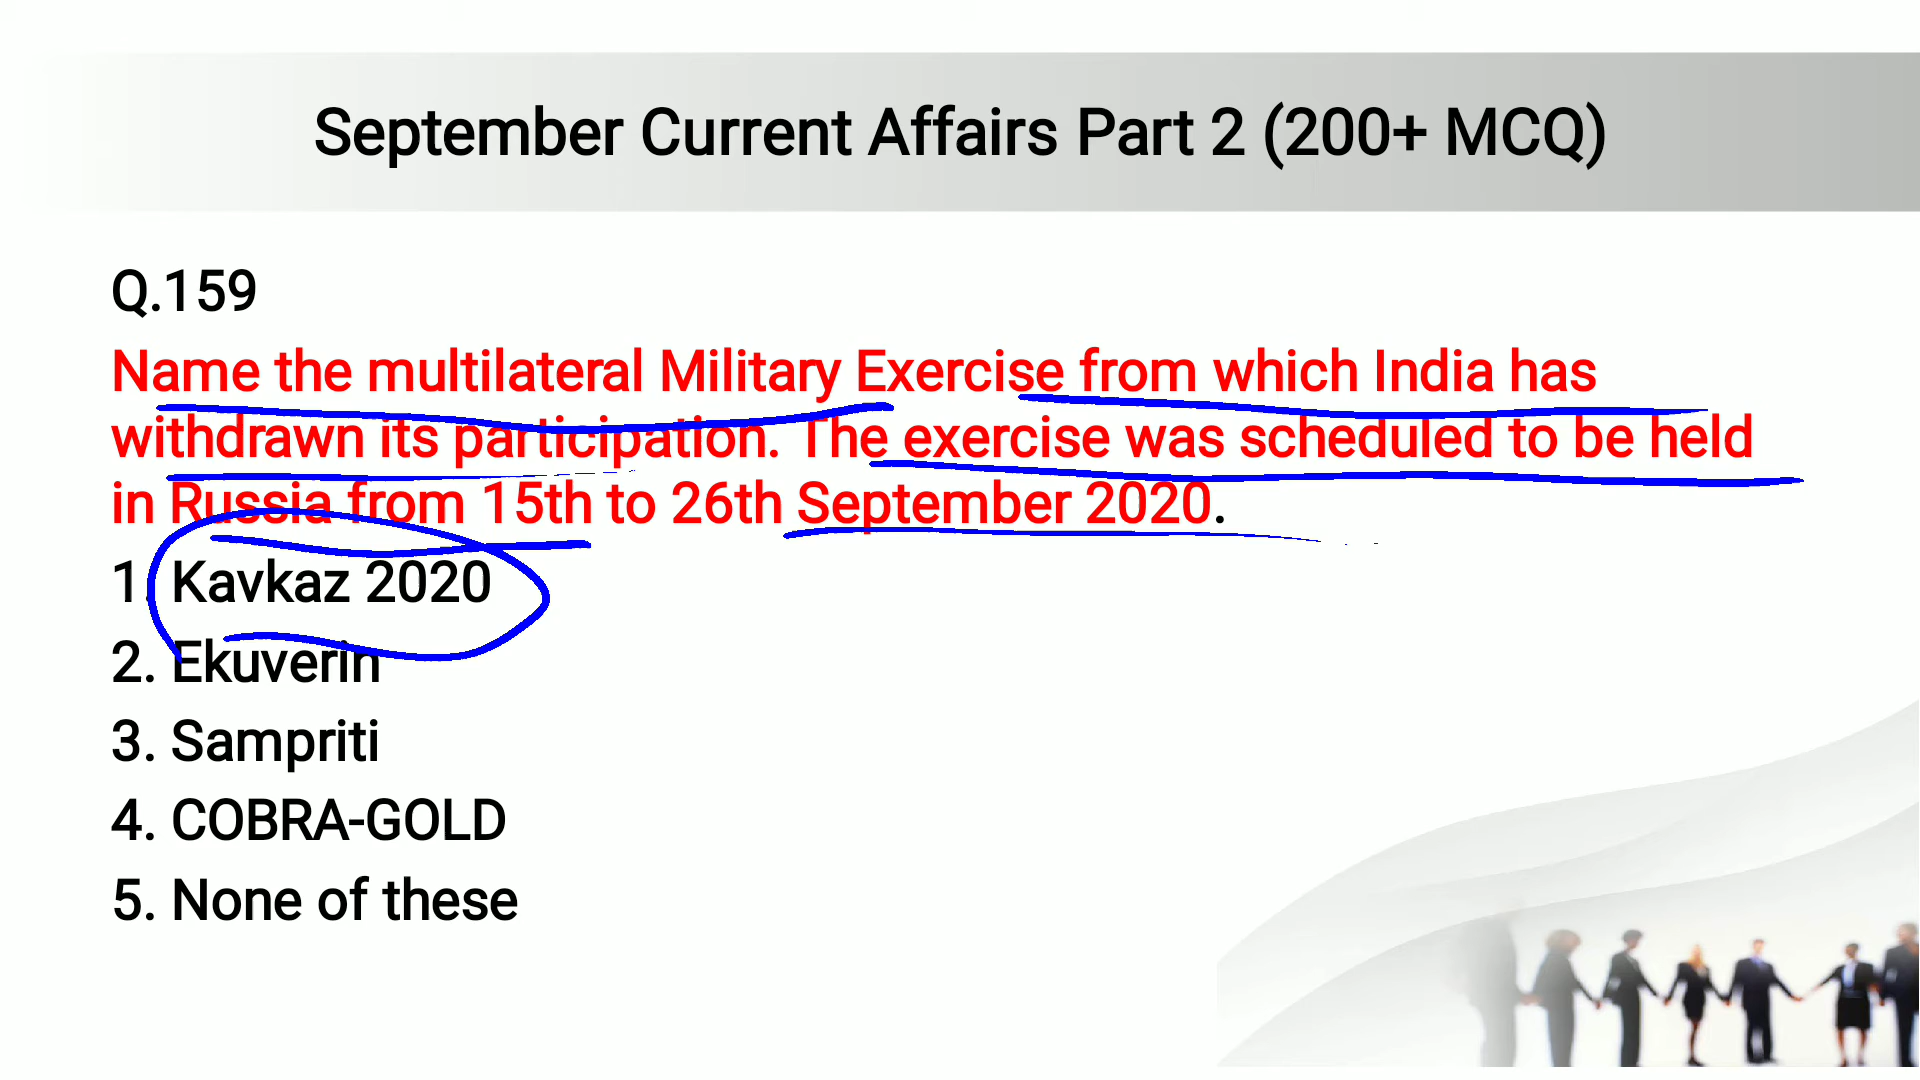 September Current Affairs Part 2 (200+ MCQ)
Q.159
Name the multilateral Military Exercise from which India has
withdrawn its participation. The exercise was scheduled to be held
in Russia from 15th to 26th September 2020.
1. Kavkaz 2020
2. Ekuverin
3. Sampriti
4. COBRA-GOLD
5. None of these